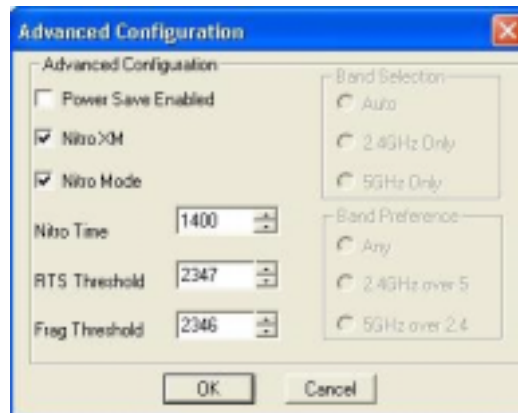 Advanced Configuration
Advanced Configuration
Power Save Enabled
Nitro XM
Nitro Mode
Nitro Time
1400
RTS Threshold
2347
Frag Threshold
2346
Band Selection
Auto
2.4GHz Only
5GHz Only
Band Preference
Any
2.4GHz over 5
5GHz over 2.4
OK
Cancel